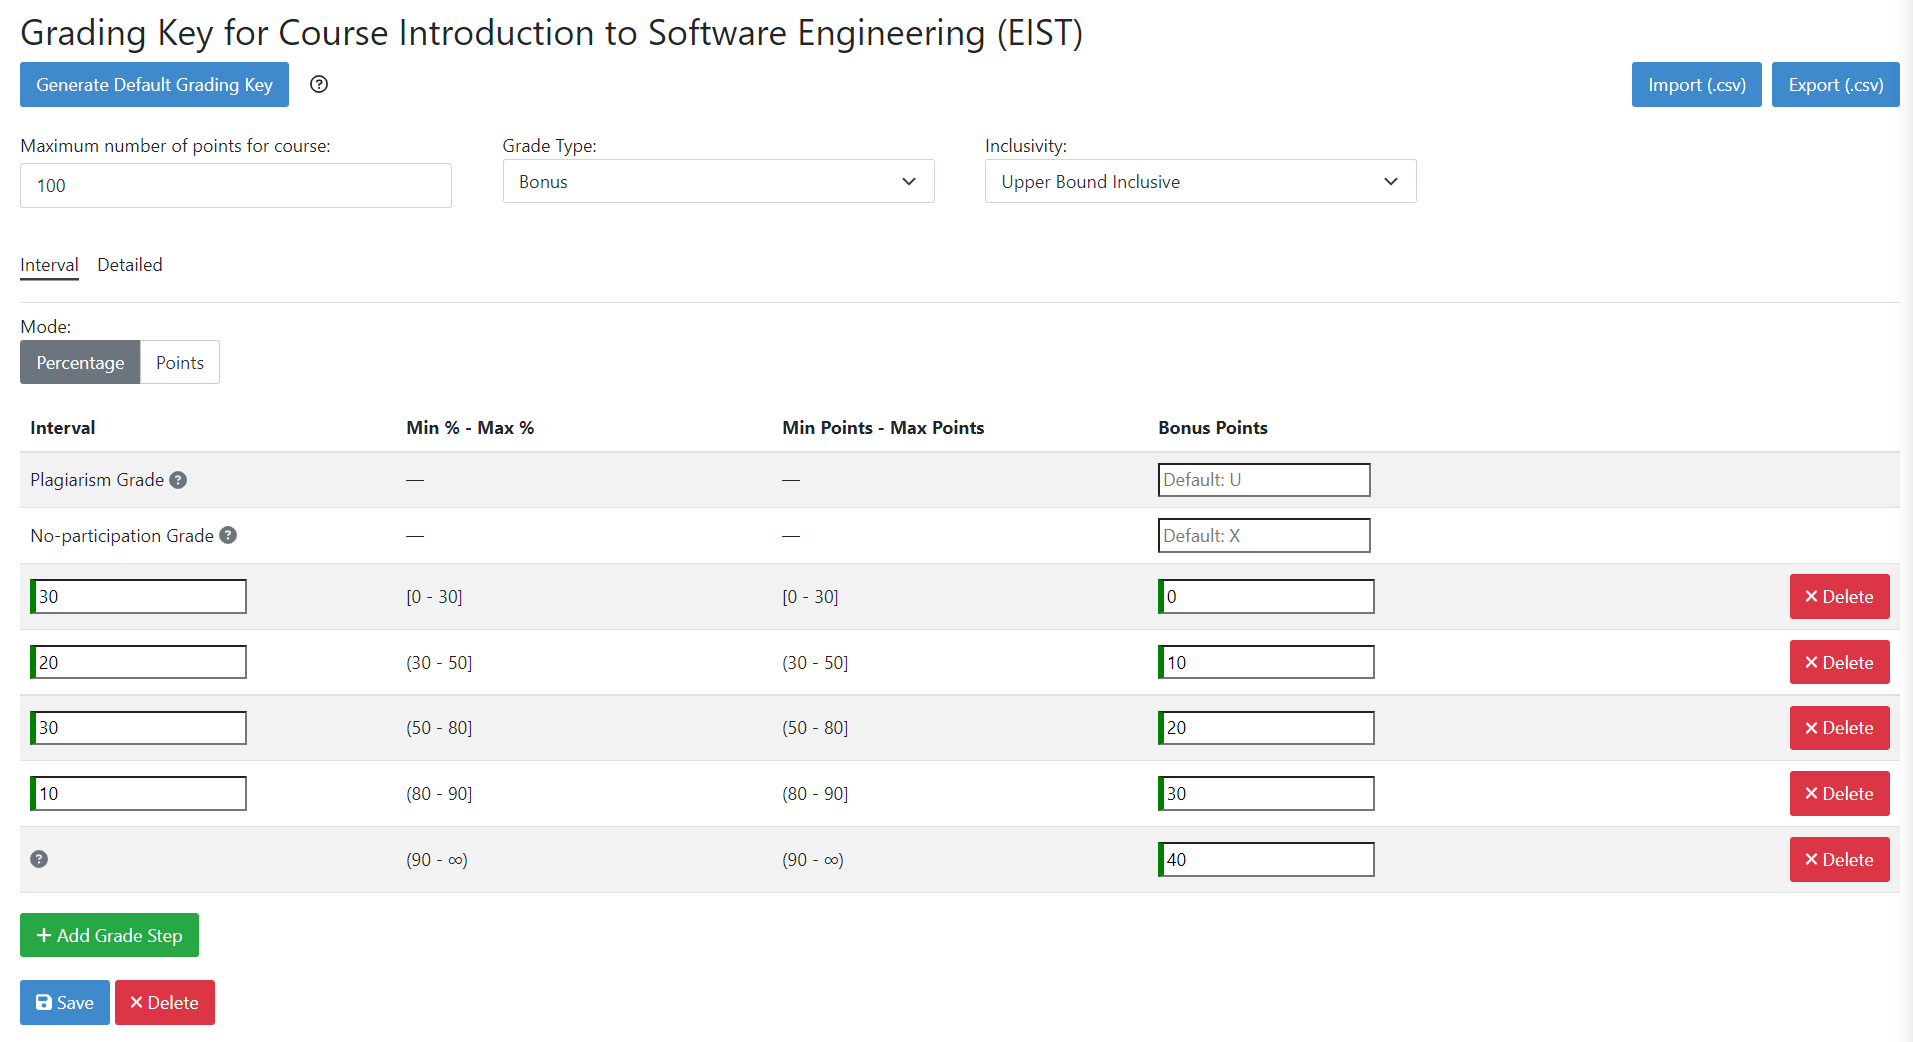 Grading Key for Course Introduction to Software Engineering (EIST)
Generate Default Grading Key ? Import (.csv) Export (.csv)
Maximum number of points for course: Grade Type: Inclusivity:
100 Bonus Upper Bound Inclusive
Interval Detailed
Mode:
Percentage Points
Interval Min % - Max % Min Points - Max Points Bonus Points
Plagiarism Grade ? — — Default: U
No-participation Grade ? — — Default: X
30 [0 - 30] [0 - 30] 0 Delete
20 (30 - 50] (30 - 50] 10 Delete
30 (50 - 80] (50 - 80] 20 Delete
10 (80 - 90] (80 - 90] 30 Delete
? (90 - ∞) (90 - ∞) 40 Delete
+ Add Grade Step
Save Delete